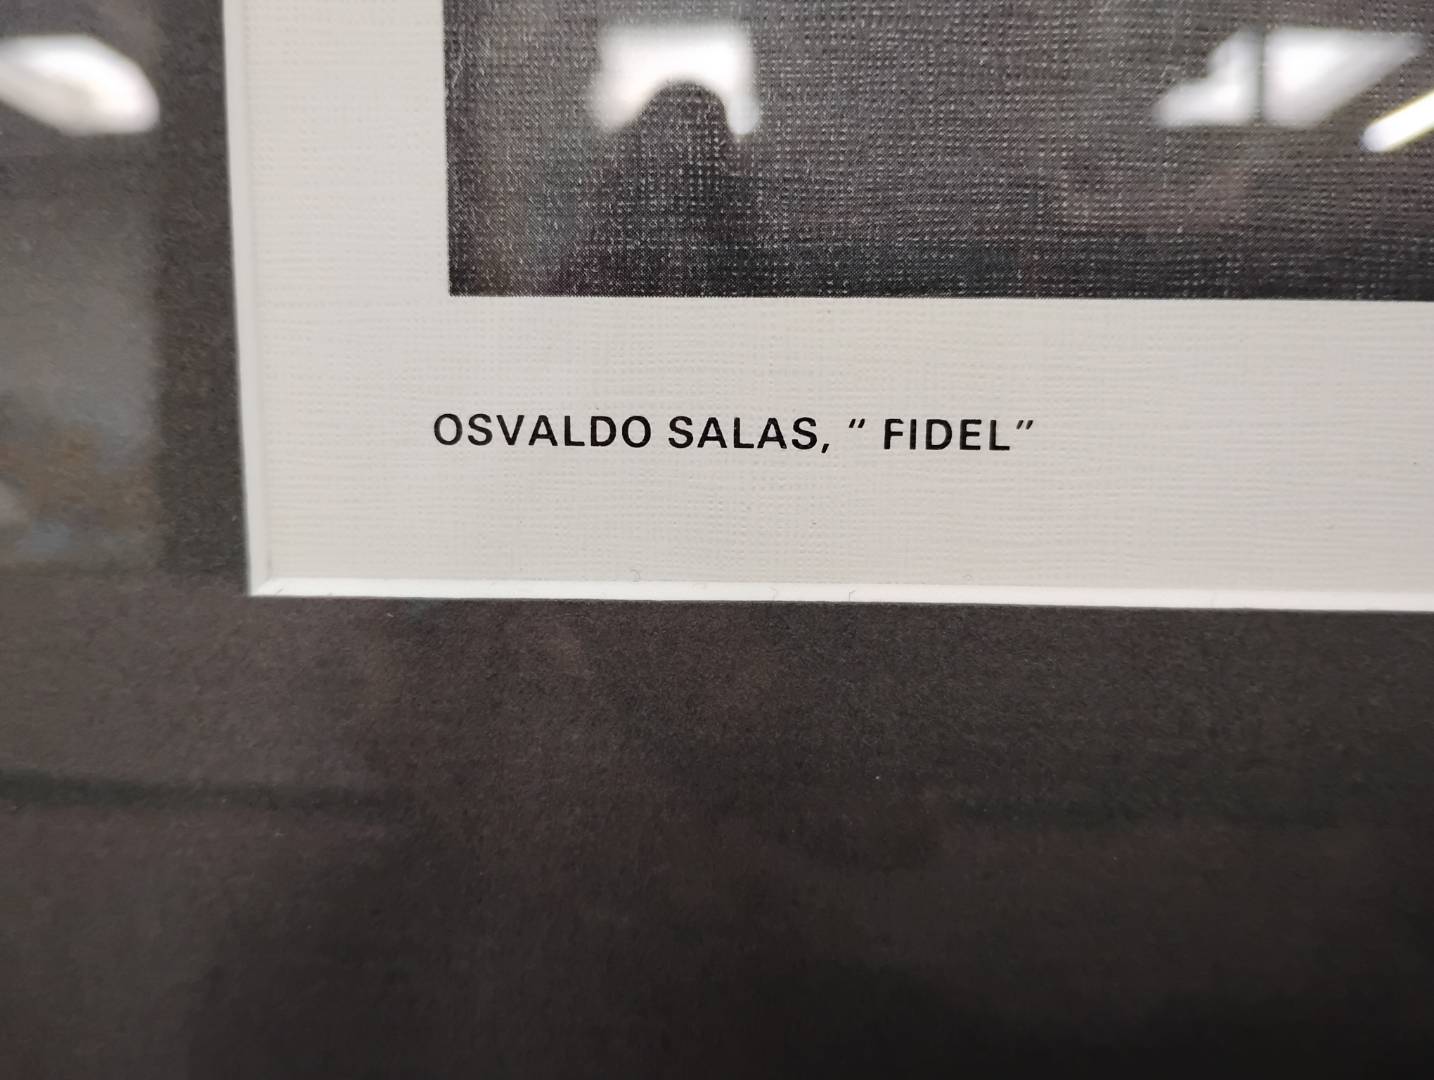 OSVALDO SALAS, “ FIDEL”